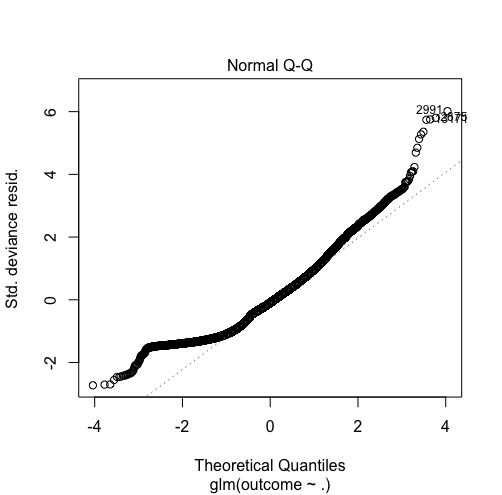 Normal Q-Q
2991
6
4
2
0
-2
Std. deviance resid.
-4
-2
0
2
4
Theoretical Quantiles
glm(outcome ~ .)